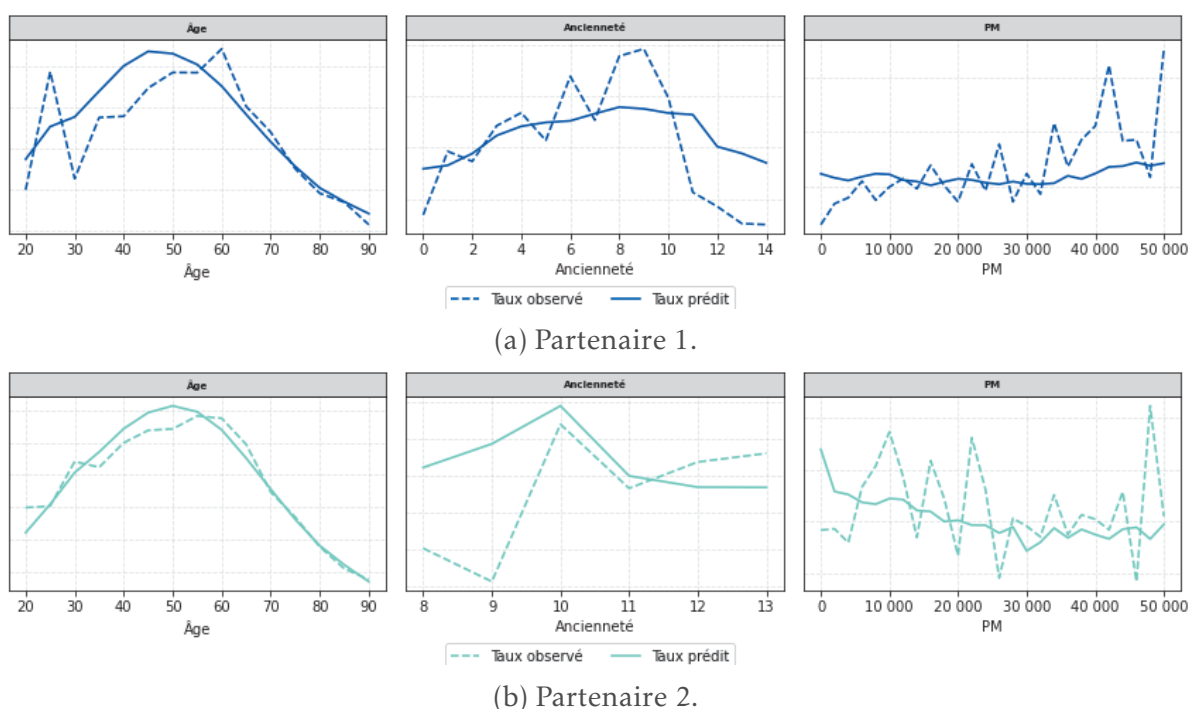 Âge Ancienneté PM
20 30 40 50 60 70 80 90 0 2 4 6 8 10 12 14 0 10 000 20 000 30 000 40 000 50 000
Âge Ancienneté PM
Taux observé Taux prédit
(a) Partenaire 1.
Âge Ancienneté PM
20 30 40 50 60 70 80 90 8 9 10 11 12 13 0 10 000 20 000 30 000 40 000 50 000
Âge Ancienneté PM
Taux observé Taux prédit
(b) Partenaire 2.